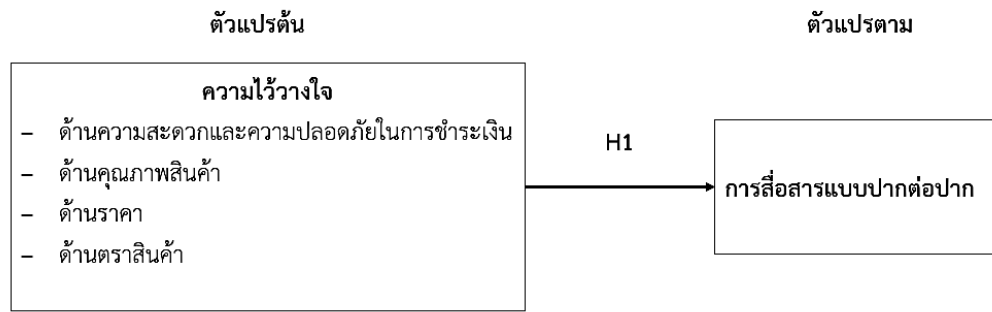 ตัวแปรต้น
ตัวแปรตาม
ความไว้วางใจ
– ด้านความสะดวกและความปลอดภัยในการชำระเงิน
– ด้านคุณภาพสินค้า
– ด้านราคา
– ด้านตราสินค้า
H1
การสื่อสารแบบปากต่อปาก